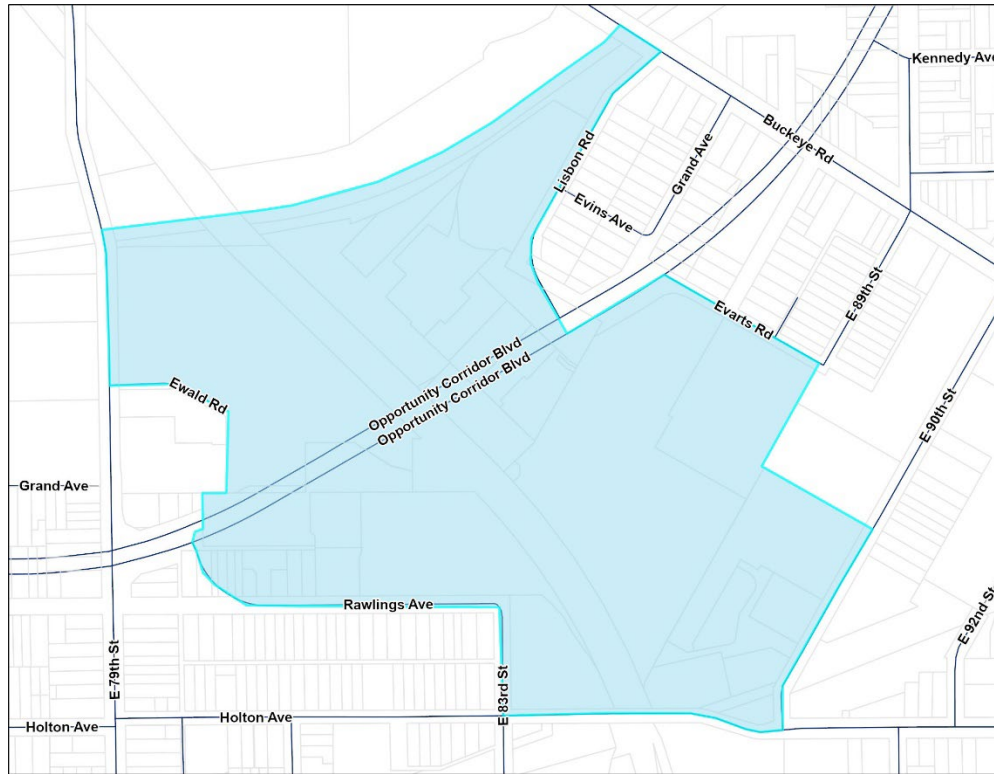 Kennedy Ave
Buckeye Rd
Grand Ave
Lisbon Rd
Evins Ave
E 89th St
Evarts Rd
Opportunity Corridor Blvd
Opportunity Corridor Blvd
Ewald Rd
E 90th St
Grand Ave
Rawlings Ave
E 92nd St
E 79th St
E 83rd St
Holton Ave
Holton Ave